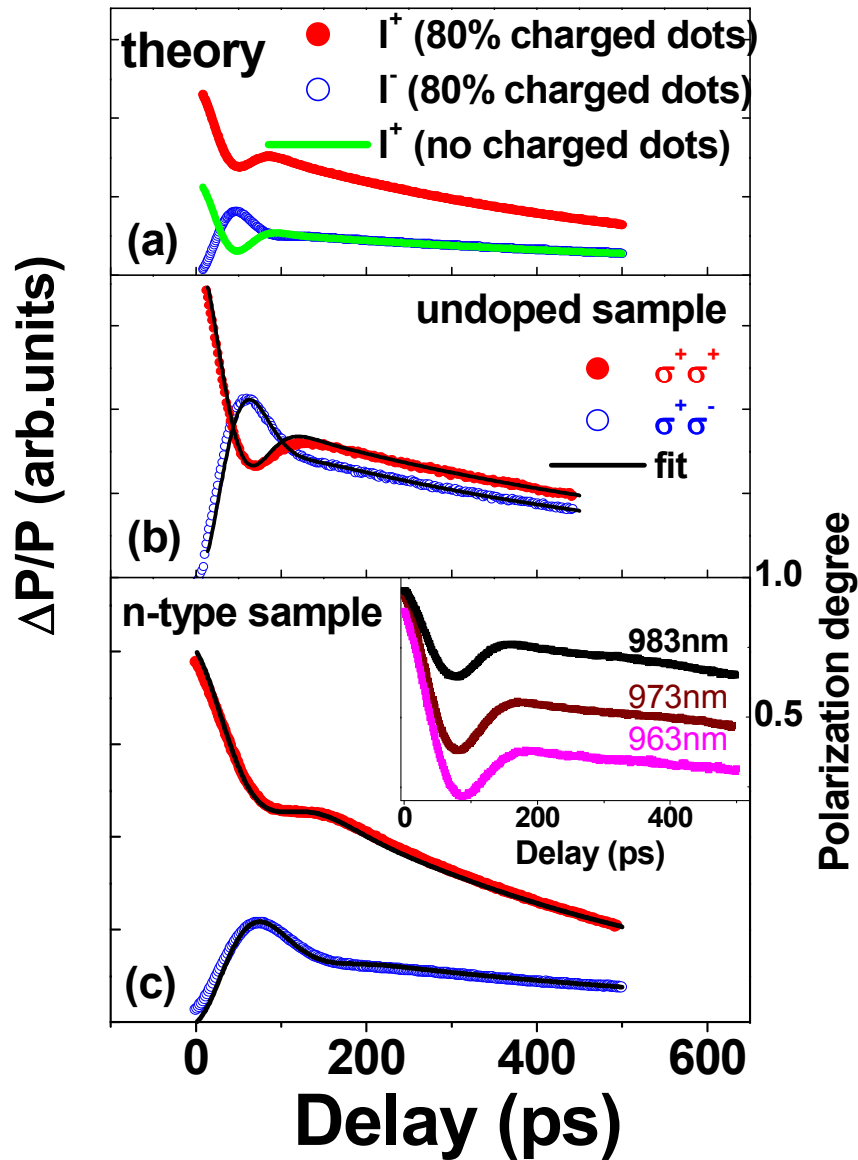 theory
I⁺ (80% charged dots)
I⁻ (80% charged dots)
I⁺ (no charged dots)
(a)
undoped sample
σ⁺σ⁺
σ⁺σ⁻
fit
(b)
n-type sample
983nm
973nm
963nm
0 200 400
Delay (ps)
(c)
1.0
0.5
Polarization degree
ΔP/P (arb.units)
0 200 400 600
Delay (ps)